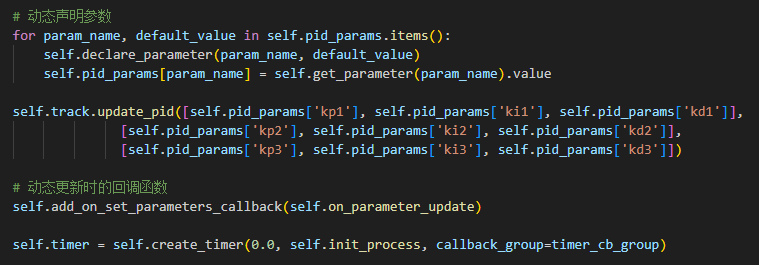 # 动态声明参数
for param_name, default_value in self.pid_params.items():
self.declare_parameter(param_name, default_value)
self.pid_params[param_name] = self.get_parameter(param_name).value
self.track.update_pid([self.pid_params['kp1'], self.pid_params['ki1'], self.pid_params['kd1']],
[self.pid_params['kp2'], self.pid_params['ki2'], self.pid_params['kd2']],
[self.pid_params['kp3'], self.pid_params['ki3'], self.pid_params['kd3']])
# 动态更新时的回调函数
self.add_on_set_parameters_callback(self.on_parameter_update)
self.timer = self.create_timer(0.0, self.init_process, callback_group=timer_cb_group)